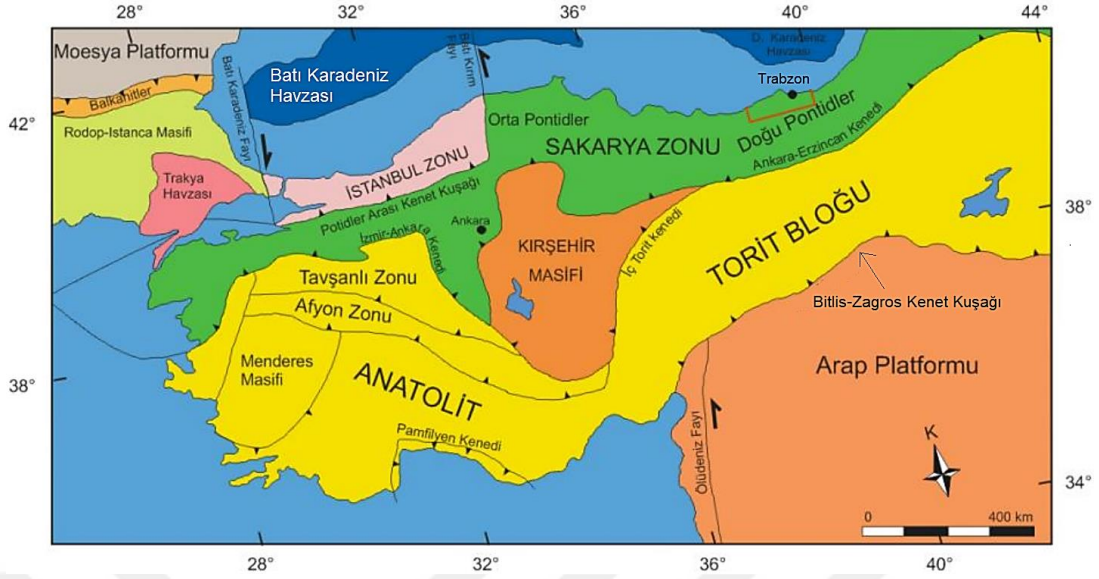 28°
32°
36°
40°
44°
Moesya Platformu
Balkanitler
Rodop-Istanca Masifi
42°
Trakya
Havzası
Batı Karadeniz Fayı
Batı Karadeniz
Havzası
Batı Kırım
Fayı
D. Karadeniz
Havzası
Trabzon
Orta Pontidler
SAKARYA ZONU
Doğu Pontidler
Ankara-Erzincan Kenedi
İSTANBUL ZONU
Potidler Arası Kenet Kuşağı
İzmir-Ankara Kenedi
Ankara
KIRŞEHİR
MASİFİ
İç Torit Kenedi
TORİT BLOĞU
38°
Bitlis-Zagros Kenet Kuşağı
Tavşanlı Zonu
Afyon Zonu
Menderes
Masifi
38°
ANATOLİT
Pamfilyen Kenedi
Arap Platformu
Ölüdeniz Fayı
K
34°
0
400 km
28°
32°
36°
40°